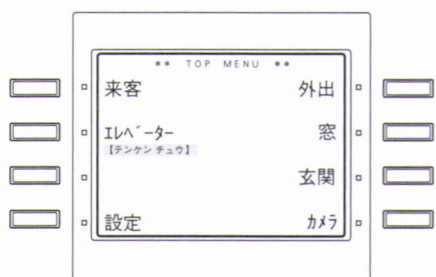 ** TOP MENU **
来客 外出
ｴﾚﾍﾞｰﾀｰ 窓
【テンケンチュウ】
玄関
設定 ｶﾒﾗ